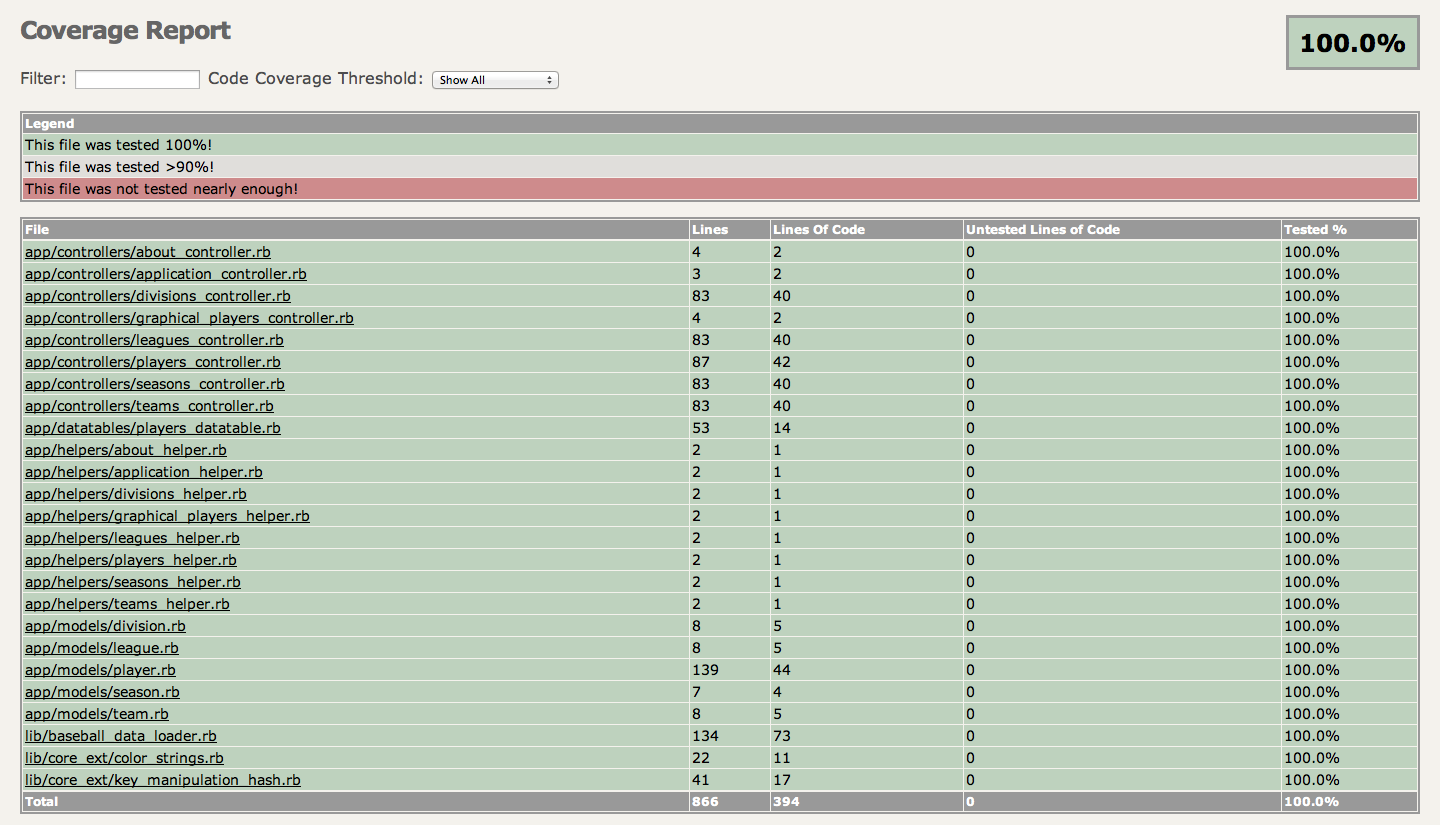 Coverage Report
100.0%
Filter: Code Coverage Threshold: Show All
Legend
This file was tested 100%!
This file was tested >90%!
This file was not tested nearly enough!
File Lines Lines Of Code Untested Lines of Code Tested %
app/controllers/about_controller.rb 4 2 0 100.0%
app/controllers/application_controller.rb 3 2 0 100.0%
app/controllers/divisions_controller.rb 83 40 0 100.0%
app/controllers/graphical_players_controller.rb 4 2 0 100.0%
app/controllers/leagues_controller.rb 83 40 0 100.0%
app/controllers/players_controller.rb 87 42 0 100.0%
app/controllers/seasons_controller.rb 83 40 0 100.0%
app/controllers/teams_controller.rb 83 40 0 100.0%
app/datatables/players_datatable.rb 53 14 0 100.0%
app/helpers/about_helper.rb 2 1 0 100.0%
app/helpers/application_helper.rb 2 1 0 100.0%
app/helpers/divisions_helper.rb 2 1 0 100.0%
app/helpers/graphical_players_helper.rb 2 1 0 100.0%
app/helpers/leagues_helper.rb 2 1 0 100.0%
app/helpers/players_helper.rb 2 1 0 100.0%
app/helpers/seasons_helper.rb 2 1 0 100.0%
app/helpers/teams_helper.rb 2 1 0 100.0%
app/models/division.rb 8 5 0 100.0%
app/models/league.rb 8 5 0 100.0%
app/models/player.rb 139 44 0 100.0%
app/models/season.rb 7 4 0 100.0%
app/models/team.rb 8 5 0 100.0%
lib/baseball_data_loader.rb 134 73 0 100.0%
lib/core_ext/color_strings.rb 22 11 0 100.0%
lib/core_ext/key_manipulation_hash.rb 41 17 0 100.0%
Total 866 394 0 100.0%